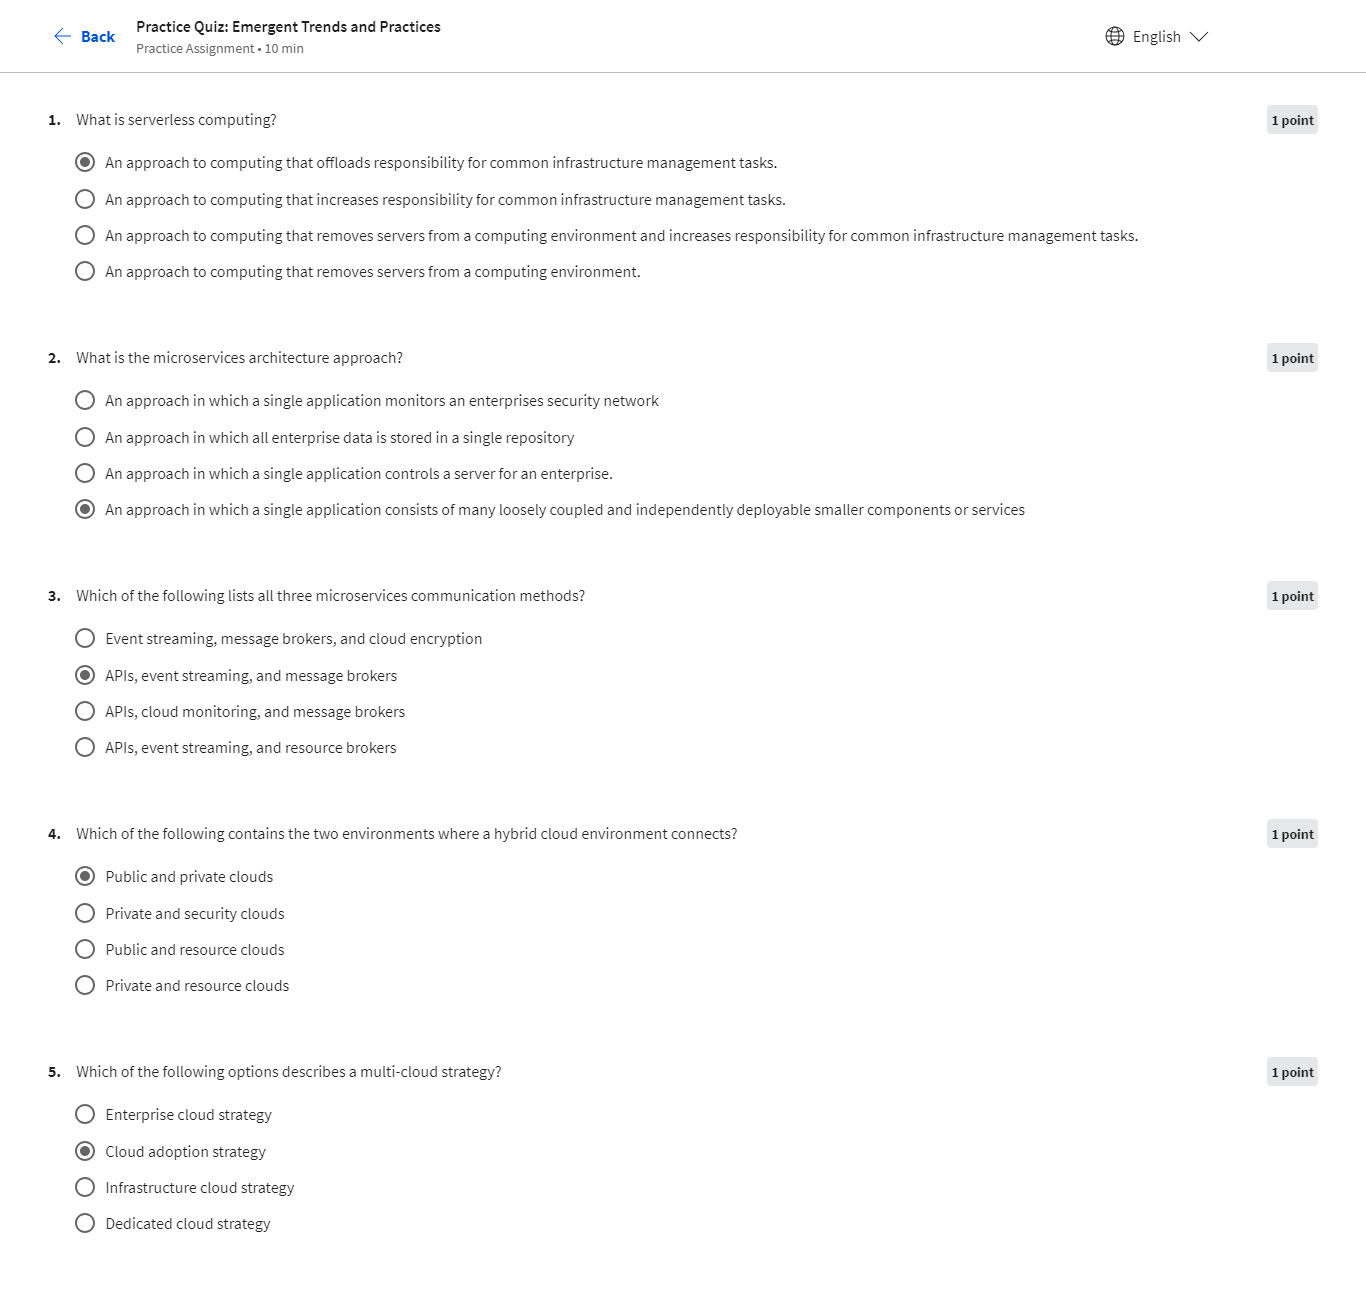 Back
Practice Quiz: Emergent Trends and Practices
Practice Assignment • 10 min
English
1. What is serverless computing?
1 point
An approach to computing that offloads responsibility for common infrastructure management tasks.
An approach to computing that increases responsibility for common infrastructure management tasks.
An approach to computing that removes servers from a computing environment and increases responsibility for common infrastructure management tasks.
An approach to computing that removes servers from a computing environment.
2. What is the microservices architecture approach?
1 point
An approach in which a single application monitors an enterprises security network
An approach in which all enterprise data is stored in a single repository
An approach in which a single application controls a server for an enterprise.
An approach in which a single application consists of many loosely coupled and independently deployable smaller components or services
3. Which of the following lists all three microservices communication methods?
1 point
Event streaming, message brokers, and cloud encryption
APIs, event streaming, and message brokers
APIs, cloud monitoring, and message brokers
APIs, event streaming, and resource brokers
4. Which of the following contains the two environments where a hybrid cloud environment connects?
1 point
Public and private clouds
Private and security clouds
Public and resource clouds
Private and resource clouds
5. Which of the following options describes a multi-cloud strategy?
1 point
Enterprise cloud strategy
Cloud adoption strategy
Infrastructure cloud strategy
Dedicated cloud strategy